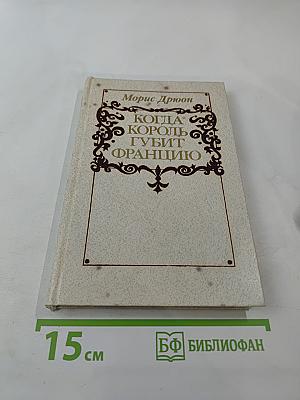 Морис Дрюон
КОГДА
КОРОЛЬ
ГУБИТ
ФРАНЦИЮ
15 см
БФ БИБЛИОФАН